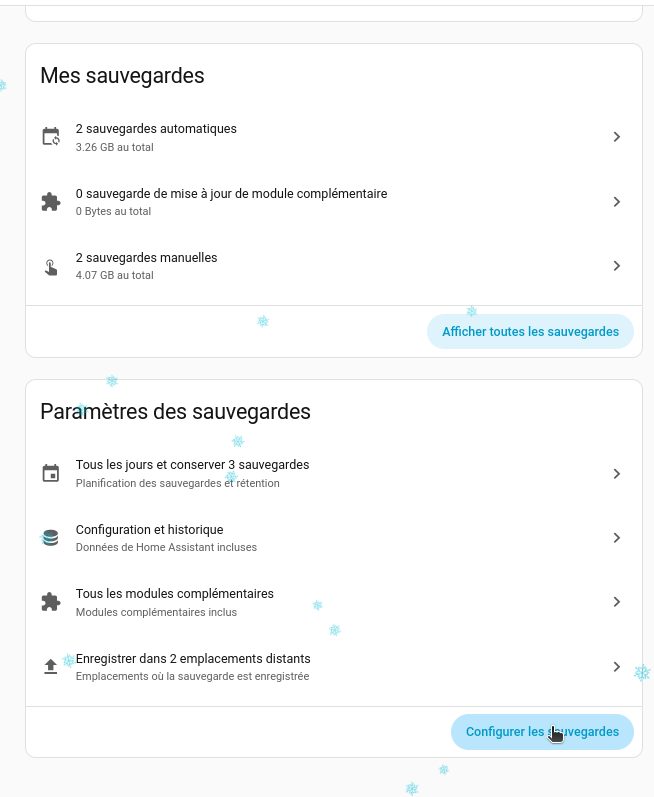 Mes sauvegardes
2 sauvegardes automatiques
3.26 GB au total
0 sauvegarde de mise à jour de module complémentaire
0 Bytes au total
2 sauvegardes manuelles
4.07 GB au total
Afficher toutes les sauvegardes
Paramètres des sauvegardes
Tous les jours et conserver 3 sauvegardes
Planification des sauvegardes et rétention
Configuration et historique
Données de Home Assistant incluses
Tous les modules complémentaires
Modules complémentaires inclus
Enregistrer dans 2 emplacements distants
Emplacements où la sauvegarde est enregistrée
Configurer les sauvegardes